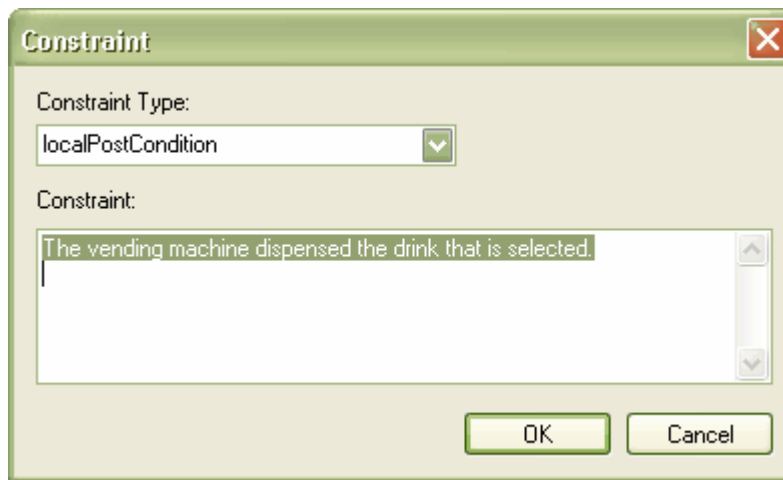 Constraint
Constraint Type:
localPostCondition
Constraint:
The vending machine dispensed the drink that is selected.
OK
Cancel